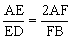 AE/ED = 2AF/FB